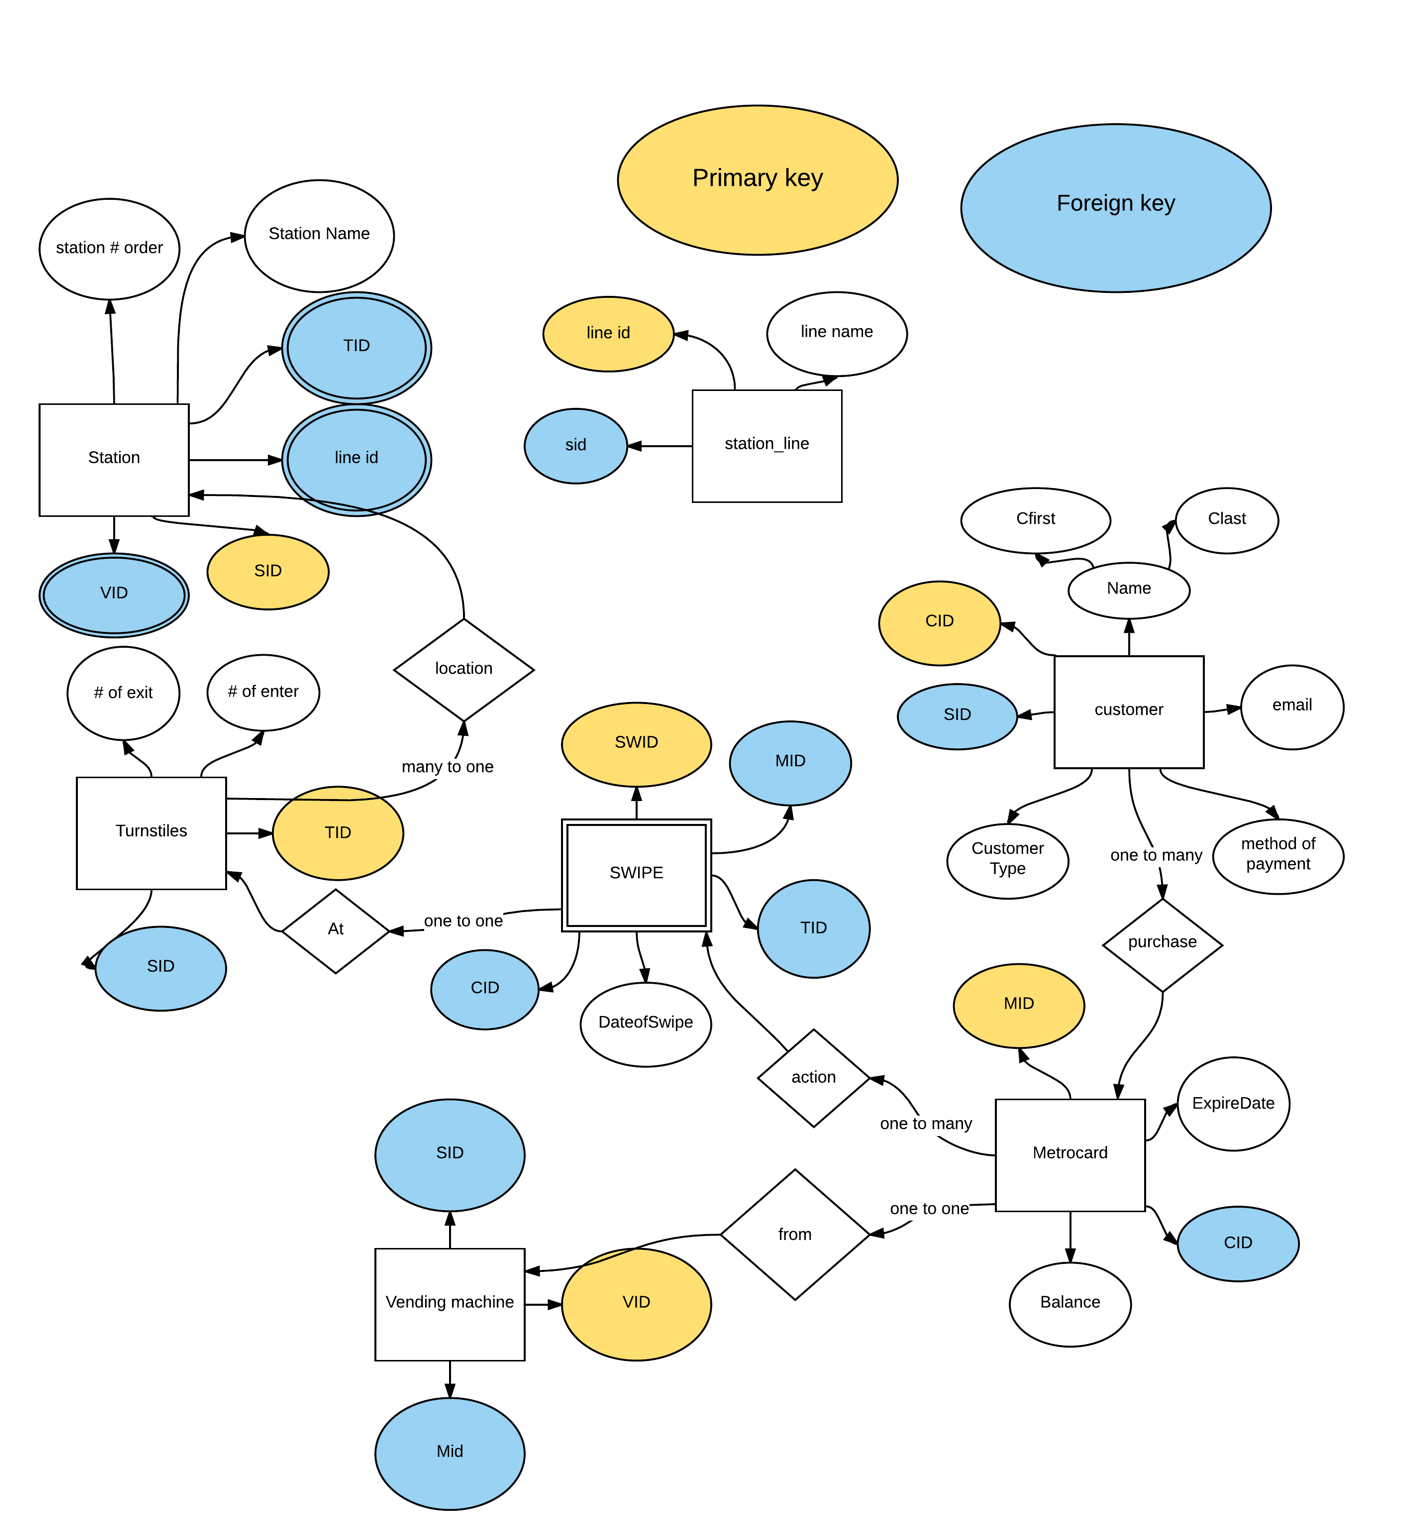 Primary key
Foreign key
station # order
Station Name
TID
line id
Station
VID
SID
line id
line name
sid
station_line
Cfirst
Clast
Name
CID
SID
customer
email
Customer
Type
one to many
method of
payment
purchase
location
many to one
# of exit
# of enter
Turnstiles
TID
SID
At
one to one
SWID
MID
SWIPE
TID
CID
DateofSwipe
action
one to many
MID
ExpireDate
Metrocard
one to one
CID
Balance
from
SID
Vending machine
VID
Mid